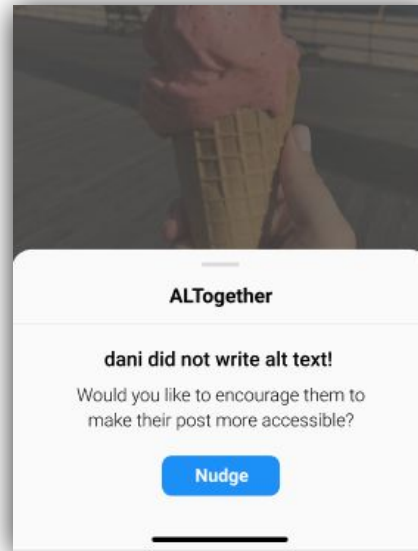 ALTogether
dani did not write alt text!
Would you like to encourage them to
make their post more accessible?
Nudge